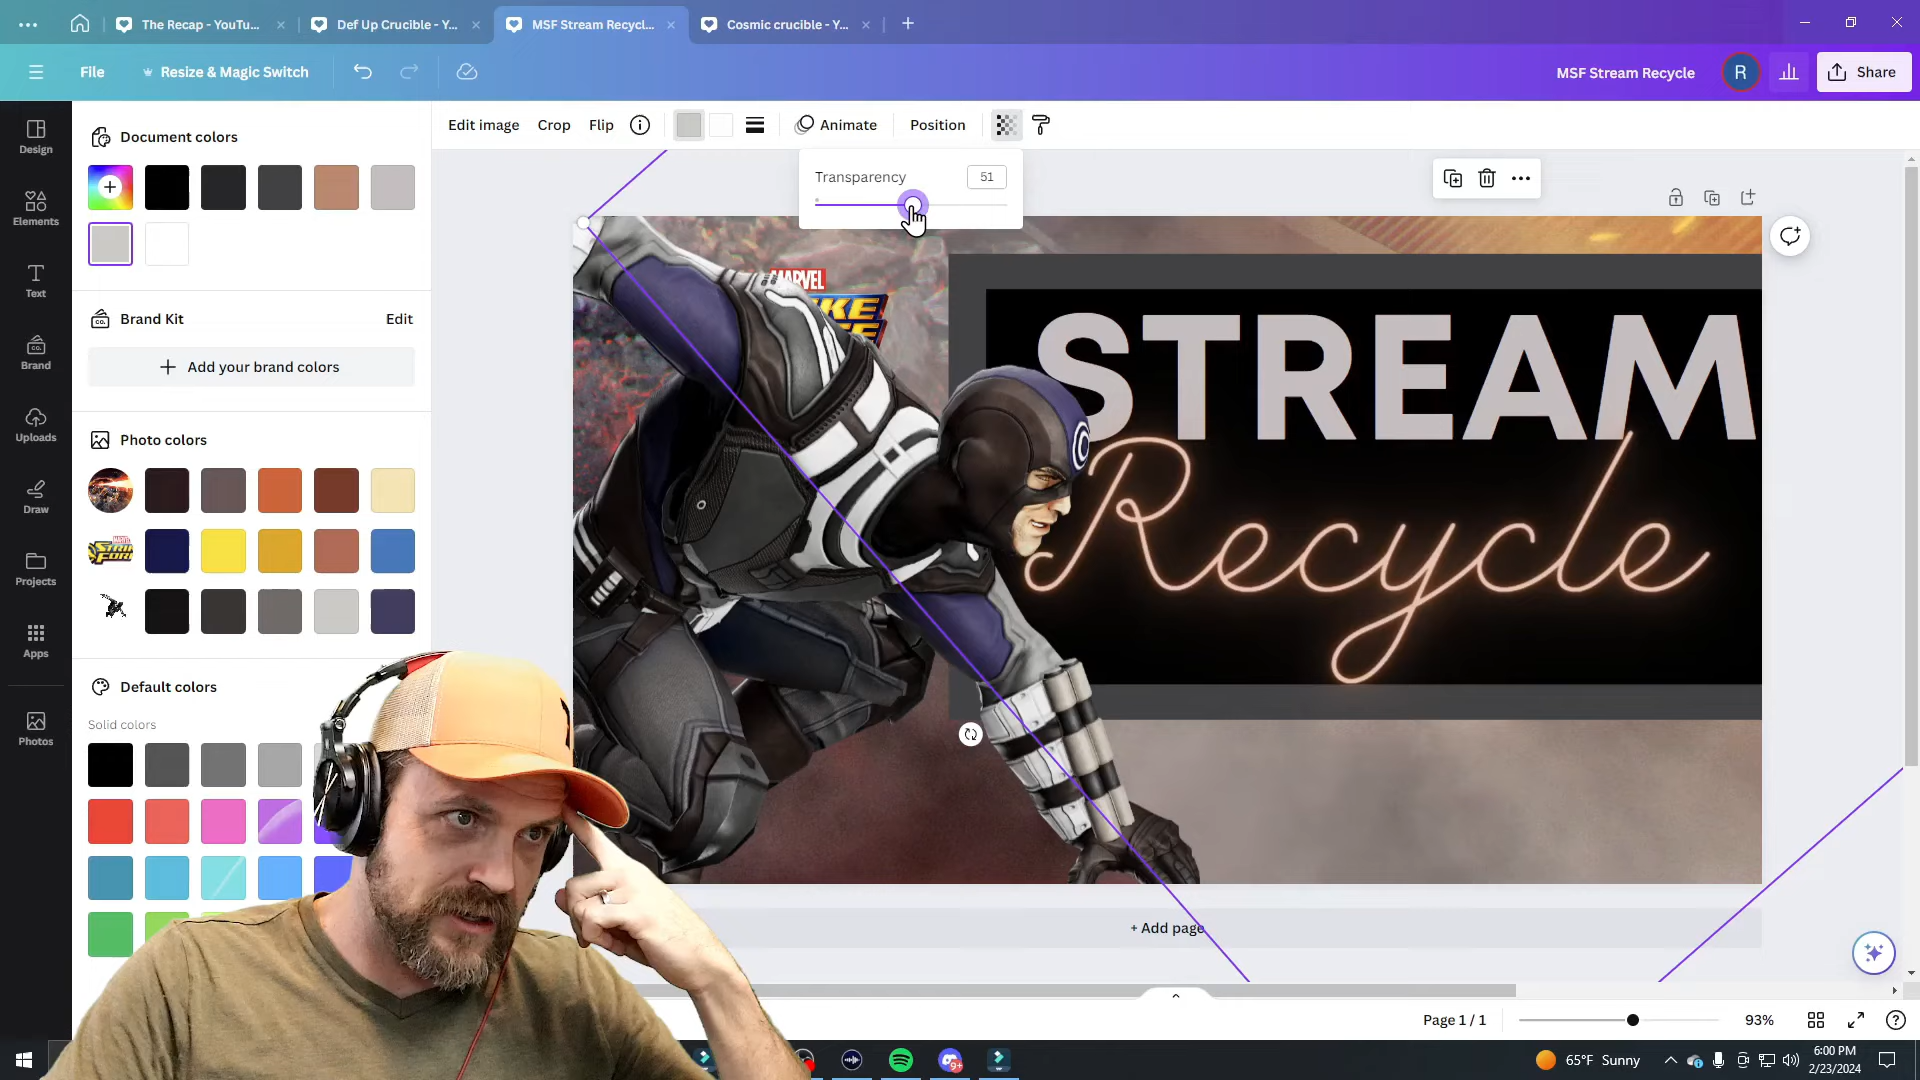 The Recap - YouTu...
Def Up Crucible - Y...
MSF Stream Recycl...
Cosmic crucible - Y...
File
Resize & Magic Switch
MSF Stream Recycle
R
Share
Design
Elements
Text
Brand
Uploads
Draw
Projects
Apps
Photos
Document colors
Brand Kit
Edit
Add your brand colors
Photo colors
Default colors
Solid colors
Edit image
Crop
Flip
Animate
Position
Transparency
51
MARVEL
STREAM
Recycle
+ Add page
Page 1 / 1
93%
65°F Sunny
6:00 PM
2/23/2024
9+